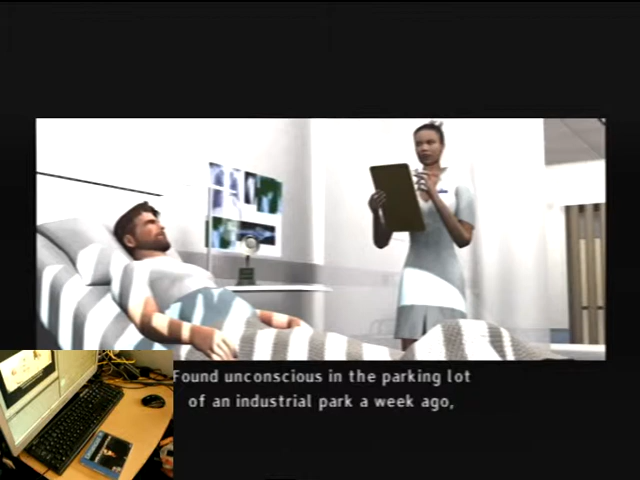 Found unconscious in the parking lot
of an industrial park a week ago,